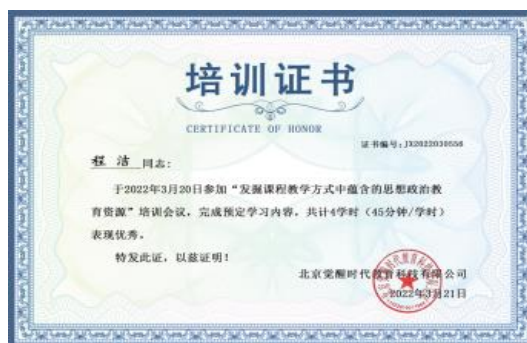 培训证书
CERTIFICATE OF HONOR
证书编号:JX2022030556
程洁 同志:
于2022年3月20日参加“发掘课程教学方式中蕴含的思想政治教
育资源”培训会议，完成预定学习内容，共计4学时（45分钟/学时）
表现优秀。
特发此证，以兹证明！
北京觉醒时代教育科技有限公司
2022年3月21日